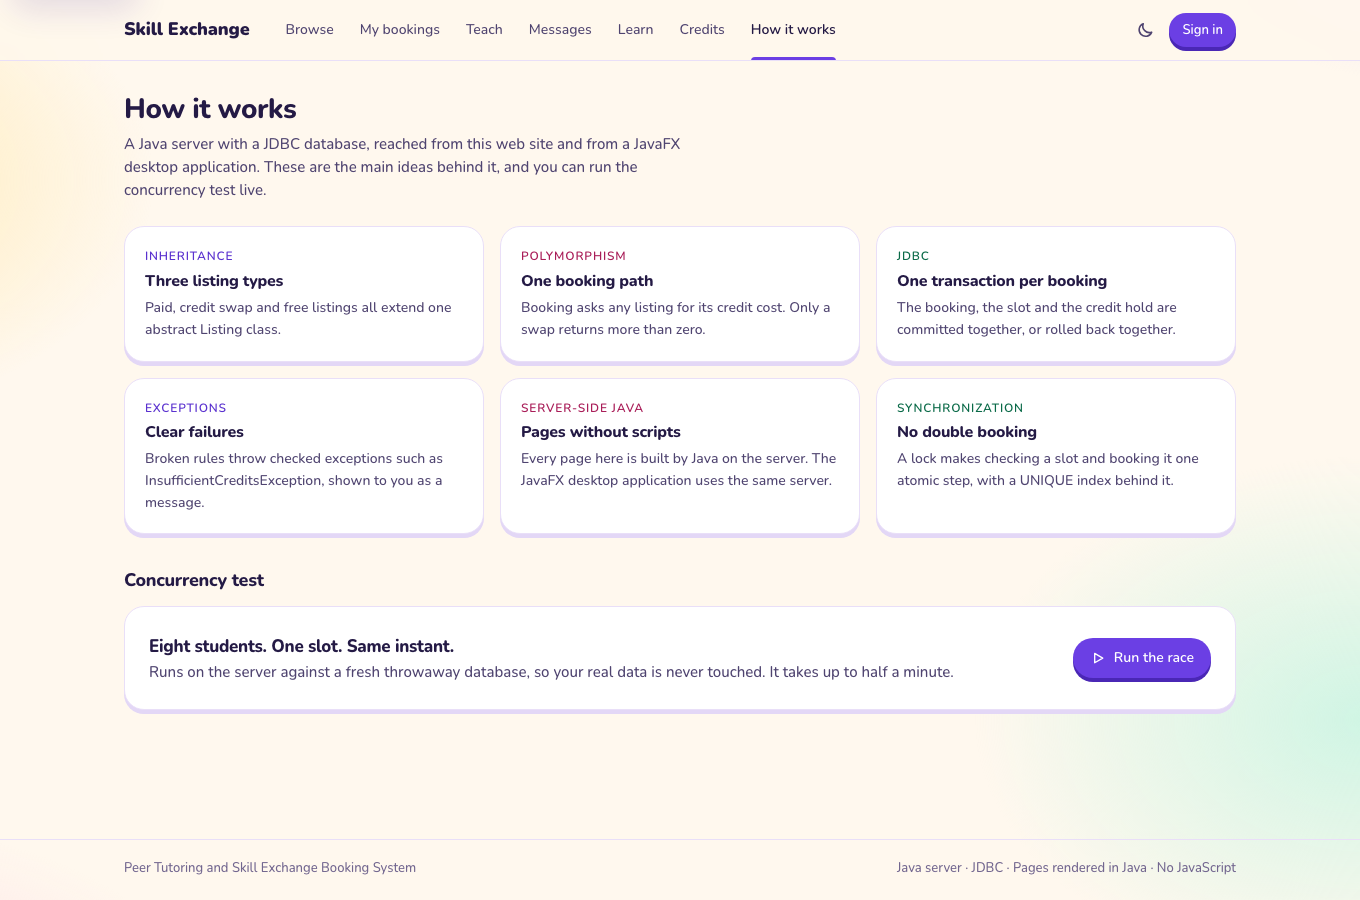 Skill Exchange
Browse
My bookings
Teach
Messages
Learn
Credits
How it works
Sign in
How it works
A Java server with a JDBC database, reached from this web site and from a JavaFX
desktop application. These are the main ideas behind it, and you can run the
concurrency test live.
INHERITANCE
Three listing types
Paid, credit swap and free listings all extend one
abstract Listing class.
POLYMORPHISM
One booking path
Booking asks any listing for its credit cost. Only a
swap returns more than zero.
JDBC
One transaction per booking
The booking, the slot and the credit hold are
committed together, or rolled back together.
EXCEPTIONS
Clear failures
Broken rules throw checked exceptions such as
InsufficientCreditsException, shown to you as a
message.
SERVER-SIDE JAVA
Pages without scripts
Every page here is built by Java on the server. The
JavaFX desktop application uses the same server.
SYNCHRONIZATION
No double booking
A lock makes checking a slot and booking it one
atomic step, with a UNIQUE index behind it.
Concurrency test
Eight students. One slot. Same instant.
Runs on the server against a fresh throwaway database, so your real data is never touched. It takes up to half a minute.
Run the race
Peer Tutoring and Skill Exchange Booking System
Java server · JDBC · Pages rendered in Java · No JavaScript